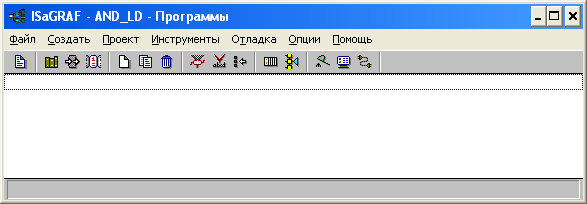 ISaGRAF - AND_LD - Программы
Файл Создать Проект Инструменты Отладка Опции Помощь